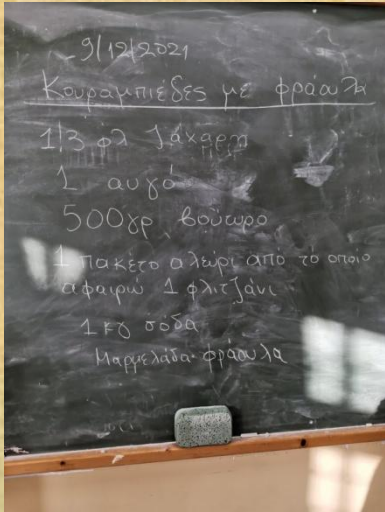 9/12/2021
Κουραμπιέδες με φράουλα
1/3 φλ ζάχαρη
1 αυγό
500γρ βούτυρο
1 πακέτο αλεύρι απο το οποίο
αφαιρώ 1 φλιτζάνι
1 κγ σόδα
Μαρμελάδα φράουλα